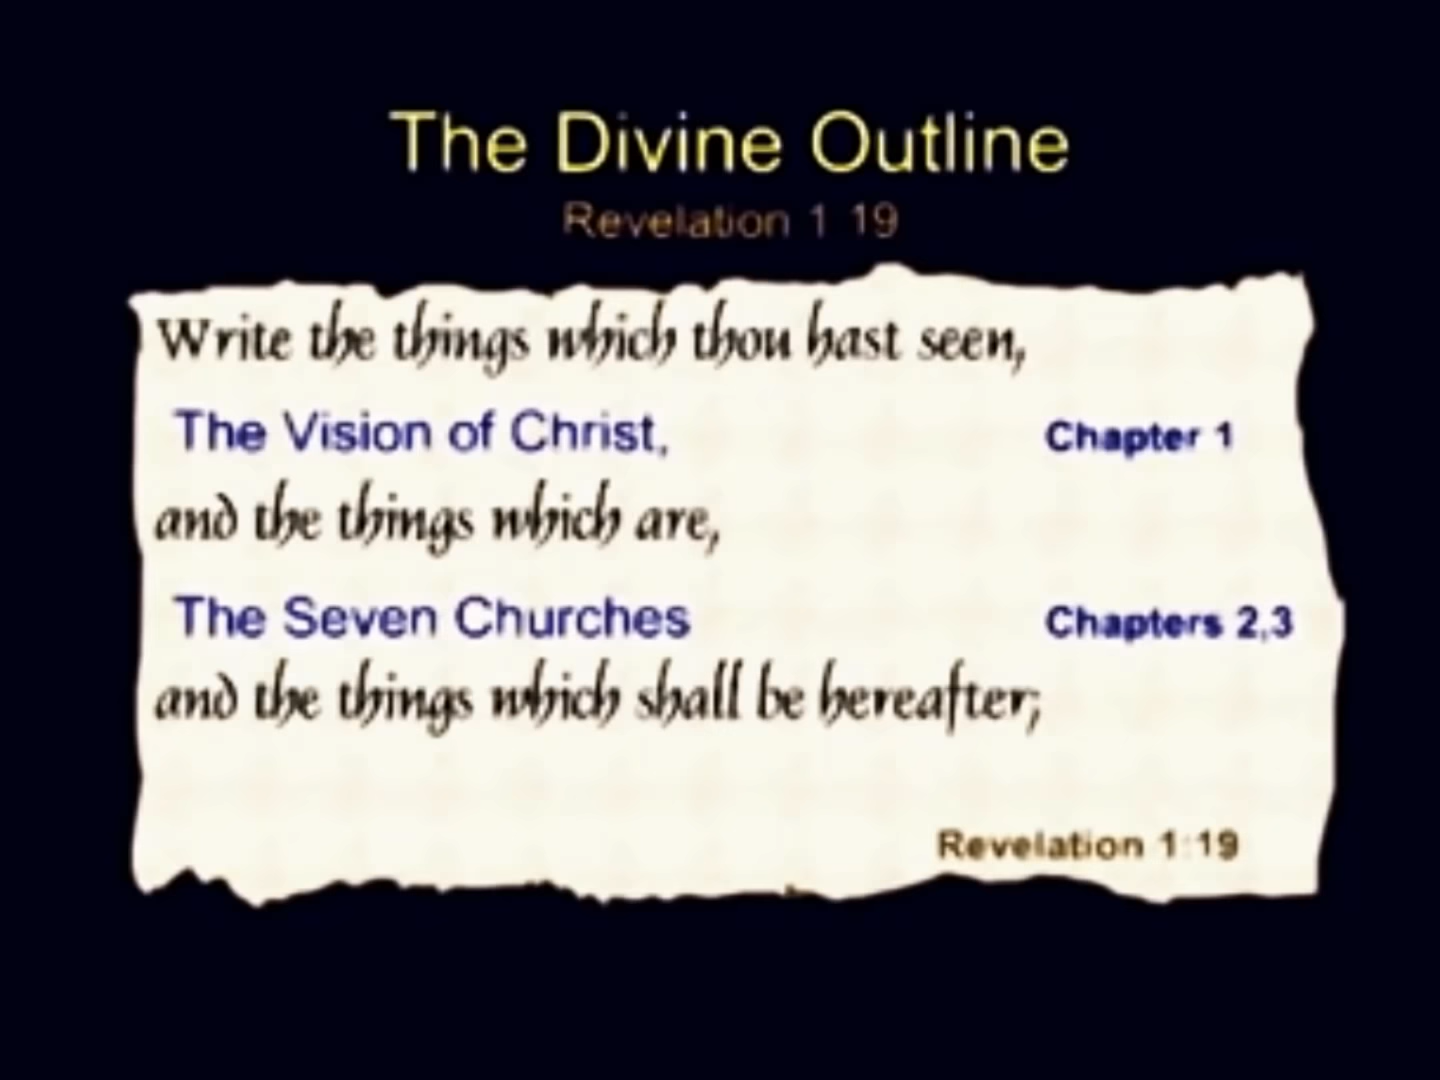 The Divine Outline
Revelation 1 19
Write the things which thou hast seen,
The Vision of Christ, Chapter 1
and the things which are,
The Seven Churches Chapters 2,3
and the things which shall be hereafter;
Revelation 1:19